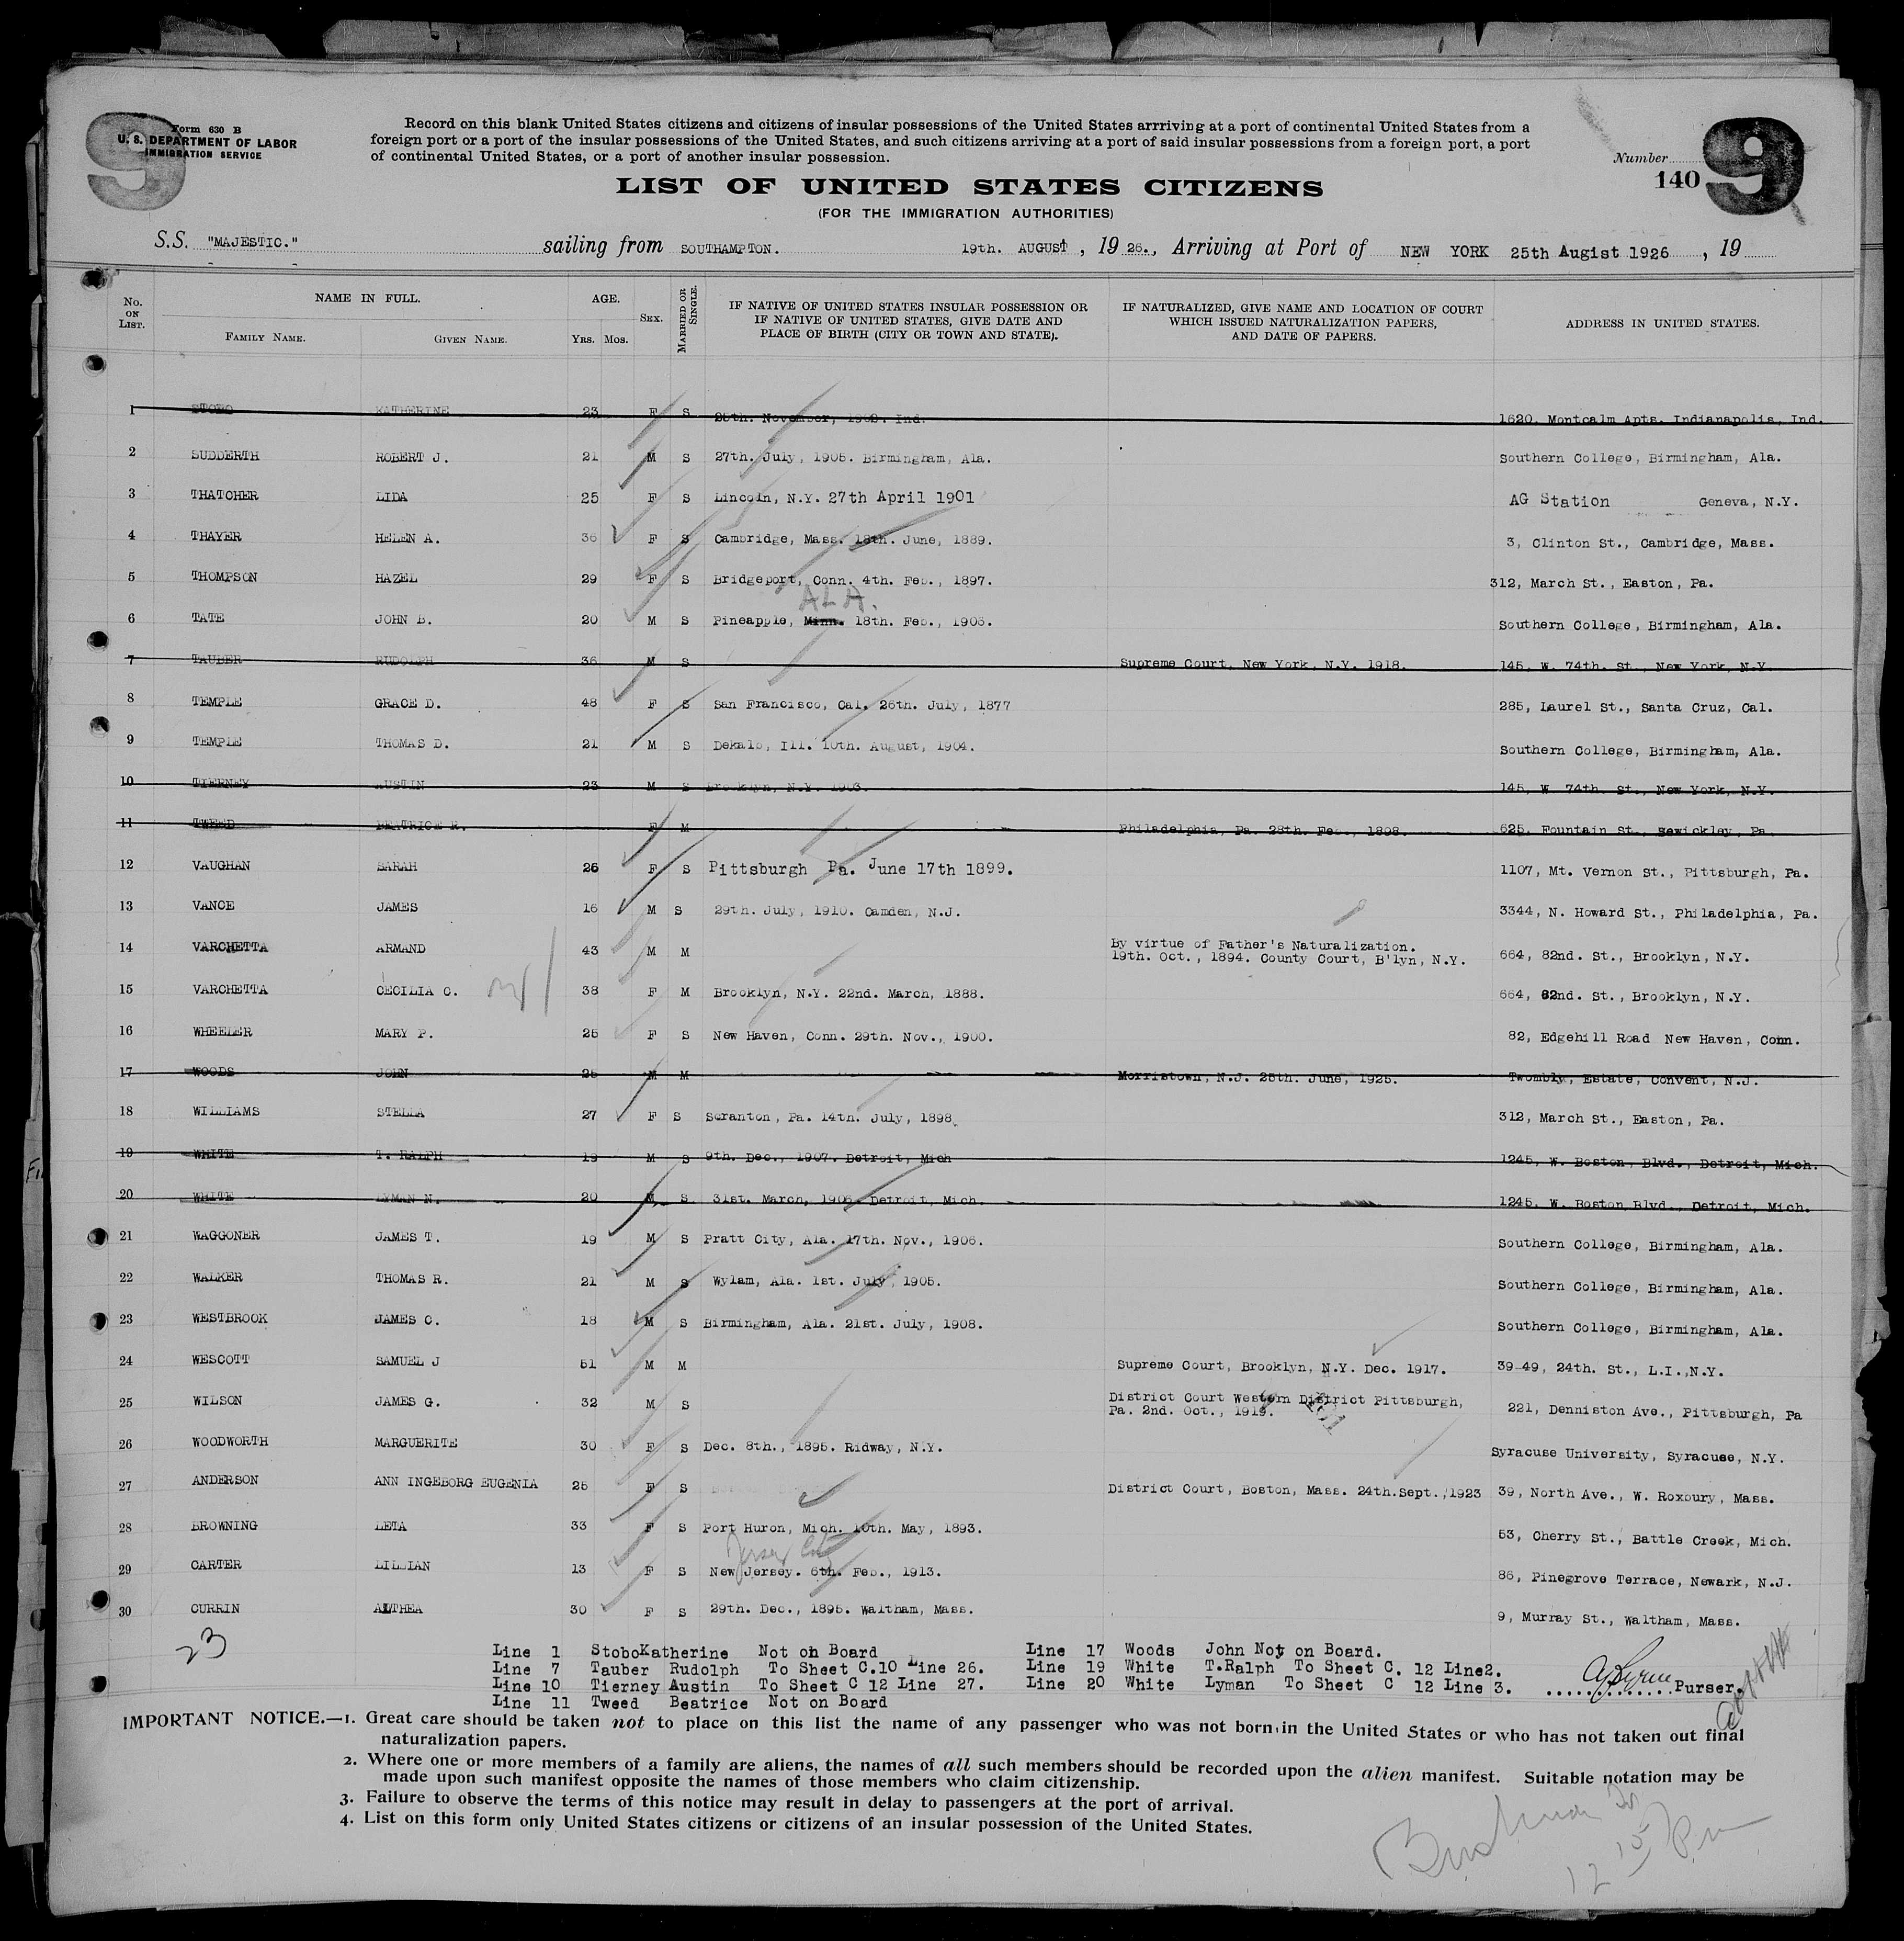 9
Form 630 B
U. S. DEPARTMENT OF LABOR
IMMIGRATION SERVICE
Record on this blank United States citizens and citizens of insular possessions of the United States arrriving at a port of continental United States from a
foreign port or a port of the insular possessions of the United States, and such citizens arriving at a port of said insular possessions from a foreign port, a port
of continental United States, or a port of another insular possession.
Number
140
9
LIST OF UNITED STATES CITIZENS
(FOR THE IMMIGRATION AUTHORITIES)
S.S. "MAJESTIC." sailing from SOUTHAMPTON. 19th. AUGUST, 19 26., Arriving at Port of NEW YORK 25th Augist 1926, 19
No. ON LIST. NAME IN FULL. FAMILY NAME. GIVEN NAME. AGE. Yrs. Mos. SEX. MARRIED OR SINGLE. IF NATIVE OF UNITED STATES INSULAR POSSESSION OR IF NATIVE OF UNITED STATES, GIVE DATE AND PLACE OF BIRTH (CITY OR TOWN AND STATE). IF NATURALIZED, GIVE NAME AND LOCATION OF COURT WHICH ISSUED NATURALIZATION PAPERS, AND DATE OF PAPERS. ADDRESS IN UNITED STATES.
1 STOBO KATHERINE 23 F S November, Ind. 1620, Montcalm Apts. Indianapolis, Ind.
2 SUDDERTH ROBERT J. 21 M S 27th. July, 1905. Birmingham, Ala. Southern College, Birmingham, Ala.
3 THATCHER LIDA 25 F S Lincoln, N.Y. 27th April 1901 AG Station Geneva, N.Y.
4 THAYER HELEN A. 36 F S Cambridge, Mass. 18th. June, 1889. 3, Clinton St., Cambridge, Mass.
5 THOMPSON HAZEL 29 F S Bridgeport, Conn. 4th. Feb., 1897. 312, March St., Easton, Pa.
ALA.
6 TATE JOHN B. 20 M S Pineapple, Minn. 18th. Feb., 1906. Southern College, Birmingham, Ala.
7 TAUBER RUDOLPH 36 M S Supreme Court, New York, N.Y. 1918. 145, W. 74th. St., New York, N.Y.
8 TEMPLE GRACE D. 48 F S San Francisco, Cal. 26th. July, 1877 285, Laurel St., Santa Cruz, Cal.
9 TEMPLE THOMAS D. 21 M S Dekalb, Ill. 10th. August, 1904. Southern College, Birmingham, Ala.
10 TIERNEY AUSTIN 23 M S Brooklyn, N.Y. 1903. 145, W. 74th. St., New York, N.Y.
11 TWEED BEATRICE R. F M Philadelphia, Pa. 28th. Feb., 1898. 625, Fountain St., Sewickley, Pa.
12 VAUGHAN SARAH 26 F S Pittsburgh Pa. June 17th 1899. 1107, Mt. Vernon St., Pittsburgh, Pa.
13 VANCE JAMES 16 M S 29th. July, 1910. Camden, N.J. 3344, N. Howard St., Philadelphia, Pa.
14 VARCHETTA ARMAND 43 M M By virtue of Father's Naturalization.
19th. Oct., 1894. County Court, B'lyn, N.Y. 664, 82nd. St., Brooklyn, N.Y.
15 VARCHETTA CECILIA C. 38 F M Brooklyn, N.Y. 22nd. March, 1888. 664, 82nd. St., Brooklyn, N.Y.
16 WHEELER MARY P. 25 F S New Haven, Conn. 29th. Nov., 1900. 82, Edgehill Road New Haven, Conn.
17 WOODS JOHN 25 M M Morristown, N.J. 25th. June, 1925. Twombly, Estate, Convent, N.J.
18 WILLIAMS STELLA 27 F S Scranton, Pa. 14th. July, 1898. 312, March St., Easton, Pa.
19 WHITE T. RALPH 19 M S 9th. Dec., 1907. Detroit, Mich 1245, W. Boston, Blvd., Detroit, Mich.
20 WHITE LYMAN N. 20 M S 31st. March, 1906. Detroit, Mich. 1245, W. Boston Blvd., Detroit, Mich.
21 WAGGONER JAMES T. 19 M S Pratt City, Ala. 17th. Nov., 1906. Southern College, Birmingham, Ala.
22 WALKER THOMAS R. 21 M S Wylam, Ala. 1st. July, 1905. Southern College, Birmingham, Ala.
23 WESTBROOK JAMES C. 18 M S Birmingham, Ala. 21st. July, 1908. Southern College, Birmingham, Ala.
24 WESCOTT SAMUEL J 51 M M Supreme Court, Brooklyn, N.Y. Dec. 1917. 39-49, 24th. St., L.I.,N.Y.
25 WILSON JAMES G. 32 M S District Court Western District Pittsburgh,
Pa. 2nd. Oct., 1919. 221, Denniston Ave., Pittsburgh, Pa
26 WOODWORTH MARGUERITE 30 F S Dec. 8th., 1895. Ridway, N.Y. Syracuse University, Syracuse, N.Y.
27 ANDERSON ANN INGEBORG EUGENIA 25 F S District Court, Boston, Mass. 24th.Sept.,1923 39, North Ave., W. Roxbury, Mass.
28 BROWNING LETA 33 F S Port Huron, Mich. 10th. May, 1893. 53, Cherry St., Battle Creek, Mich.
Jersey City
29 CARTER LILLIAN 13 F S New Jersey. 6th. Feb., 1913. 86, Pinegrove Terrace, Newark, N.J.
30 CURRIN ALTHEA 30 F S 29th. Dec., 1895. Waltham, Mass. 9, Murray St., Waltham, Mass.
23
Line 1 StoboKatherine Not on Board Line 17 Woods John Not on Board.
Line 7 Tauber Rudolph To Sheet C.10 Line 26. Line 19 White T.Ralph To Sheet C. 12 Line2.
Line 10 Tierney Austin To Sheet C 12 Line 27. Line 20 White Lyman To Sheet C 12 Line 3.
Purser.
Line 11 Tweed Beatrice Not on Board
IMPORTANT NOTICE.—1. Great care should be taken not to place on this list the name of any passenger who was not born in the United States or who has not taken out final
naturalization papers.
2. Where one or more members of a family are aliens, the names of all such members should be recorded upon the alien manifest. Suitable notation may be
made upon such manifest opposite the names of those members who claim citizenship.
3. Failure to observe the terms of this notice may result in delay to passengers at the port of arrival.
4. List on this form only United States citizens or citizens of an insular possession of the United States.
12 15 Pm